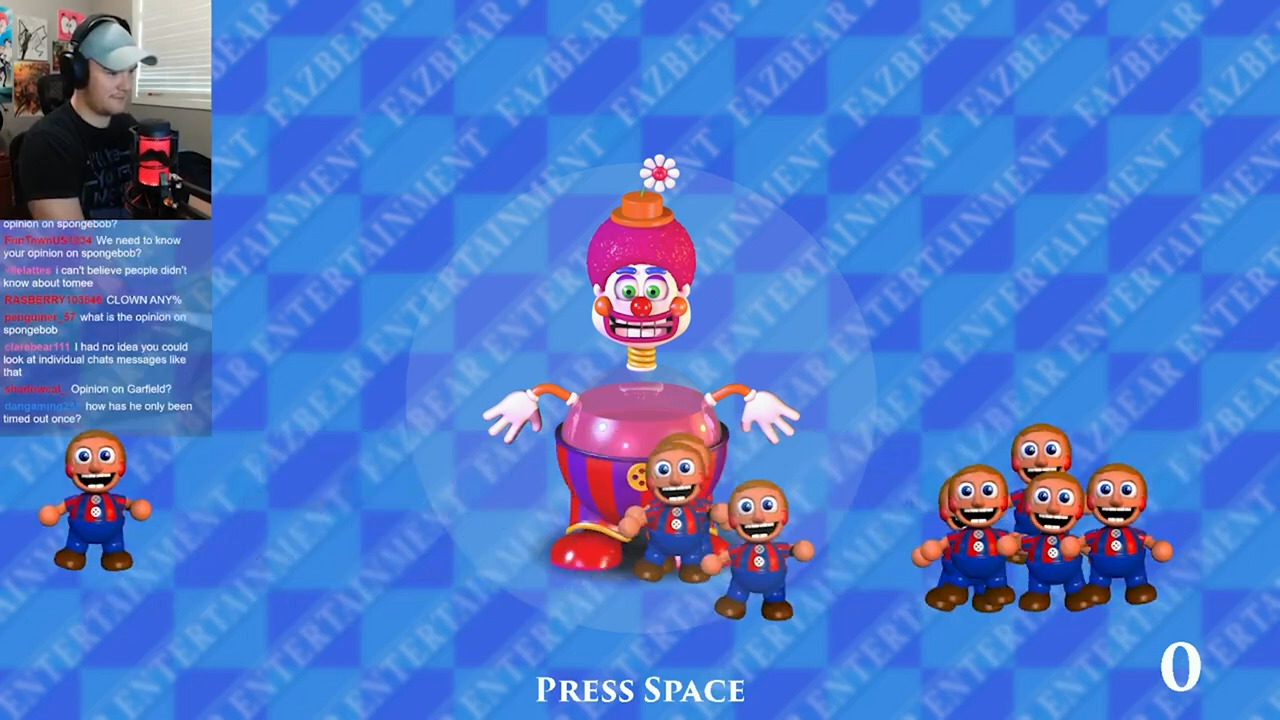 opinion on spongebob?
FunTownUS1234 We need to know
your opinion on spongebob?
i can't believe people didn't
know about tomee
RASBERRY103546 CLOWN ANY%
penguiner_57 what is the opinion on
spongebob
clarebear111 I had no idea you could
look at individual chats messages like
that
Opinion on Garfield?
how has he only been
timed out once?
FAZBEAR ENTERTAINMENT
PRESS SPACE
0